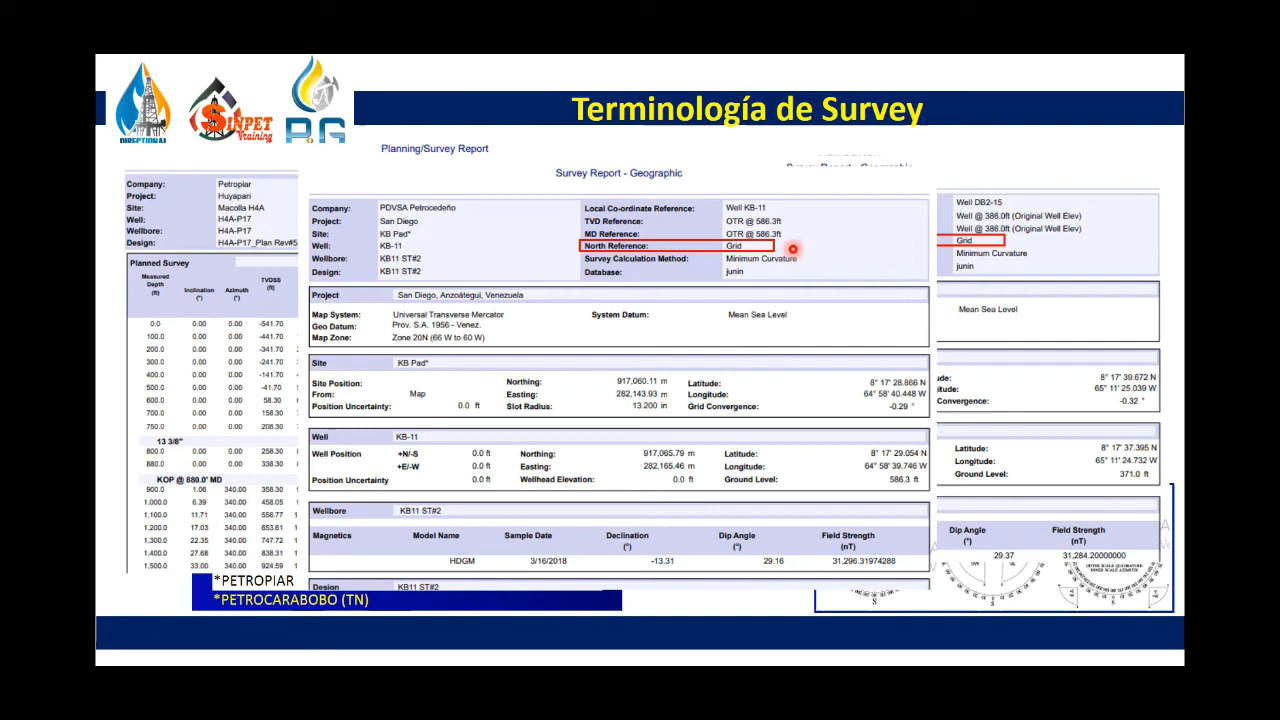 DIRECTIONAL
SINPET
Training
P&G
Terminología de Survey
Planning/Survey Report
Company: Petropiar
Project: Huyapari
Site: Macolla H4A
Well: H4A-P17
Wellbore: H4A-P17
Design: H4A-P17_Plan Rev#5
Planned Survey
Measured Depth (ft) Inclination (°) Azimuth (°) TVDSS (ft)
0.0 0.00 0.00 -541.70
100.0 0.00 0.00 -441.70
200.0 0.00 0.00 -341.70
300.0 0.00 0.00 -241.70
400.0 0.00 0.00 -141.70
500.0 0.00 0.00 -41.70
600.0 0.00 0.00 58.30
700.0 0.00 0.00 158.30
750.0 0.00 0.00 208.30
13 3/8"
800.0 0.00 0.00 258.30
880.0 0.00 0.00 338.30
KOP @ 880.0' MD
900.0 1.06 340.00 358.30
1,000.0 6.39 340.00 458.05
1,100.0 11.71 340.00 556.77
1,200.0 17.03 340.00 653.61
1,300.0 22.35 340.00 747.72
1,400.0 27.68 340.00 838.31
1,500.0 33.00 340.00 924.59
Survey Report - Geographic
Company: PDVSA Petrocedeño Local Co-ordinate Reference: Well KB-11
Project: San Diego TVD Reference: OTR @ 586.3ft
Site: KB Pad* MD Reference: OTR @ 586.3ft
Well: KB-11 North Reference: Grid
Wellbore: KB11 ST#2 Survey Calculation Method: Minimum Curvature
Design: KB11 ST#2 Database: junin
Project San Diego, Anzoátegui, Venezuela
Map System: Universal Transverse Mercator System Datum: Mean Sea Level
Geo Datum: Prov. S.A. 1956 - Venez.
Map Zone: Zone 20N (66 W to 60 W)
Site KB Pad*
Site Position: Northing: 917,060.11 m Latitude: 8° 17' 28.866 N
From: Map Easting: 282,143.93 m Longitude: 64° 58' 40.448 W
Position Uncertainty: 0.0 ft Slot Radius: 13.200 in Grid Convergence: -0.29 °
Well KB-11
Well Position +N/-S 0.0 ft Northing: 917,065.79 m Latitude: 8° 17' 29.054 N
+E/-W 0.0 ft Easting: 282,165.46 m Longitude: 64° 58' 39.746 W
Position Uncertainty 0.0 ft Wellhead Elevation: 0.0 ft Ground Level: 586.3 ft
Wellbore KB11 ST#2
Magnetics Model Name Sample Date Declination (°) Dip Angle (°) Field Strength (nT)
HDGM 3/16/2018 -13.31 29.16 31,296.31974288
Design KB11 ST#2
Well DB2-15
Well @ 386.0ft (Original Well Elev)
Well @ 386.0ft (Original Well Elev)
Grid
Minimum Curvature
junin
Mean Sea Level
ude: 8° 17' 39.672 N
itude: 65° 11' 25.039 W
Convergence: -0.32 °
Latitude: 8° 17' 37.395 N
Longitude: 65° 11' 24.732 W
Ground Level: 371.0 ft
Dip Angle (°) Field Strength (nT)
29.37 31,284.20000000
OUTER SCALE QUADRATURE
INNER SCALE AZIMUTH
S
S
S
*PETROPIAR
*PETROCARABOBO (TN)